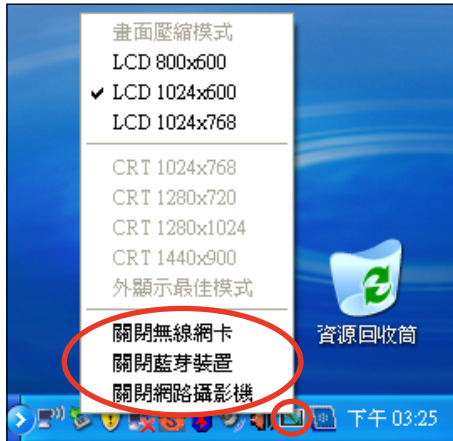 畫面壓縮模式
LCD 800x600
LCD 1024x600
LCD 1024x768
CRT 1024x768
CRT 1280x720
CRT 1280x1024
CRT 1440x900
外顯示最佳模式
關閉無線網卡
關閉藍芽裝置
關閉網路攝影機
資源回收筒
下午 03:25